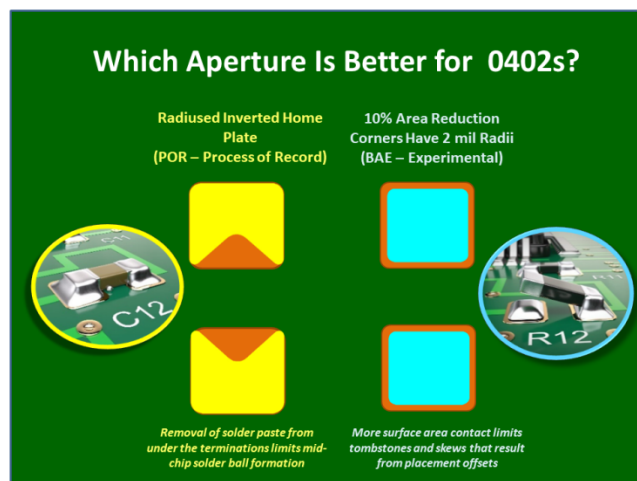 Which Aperture Is Better for 0402s?
Radiused Inverted Home
Plate
(POR – Process of Record)
10% Area Reduction
Corners Have 2 mil Radii
(BAE – Experimental)
C11
C12
R11
R12
Removal of solder paste from
under the terminations limits mid-
chip solder ball formation
More surface area contact limits
tombstones and skews that result
from placement offsets